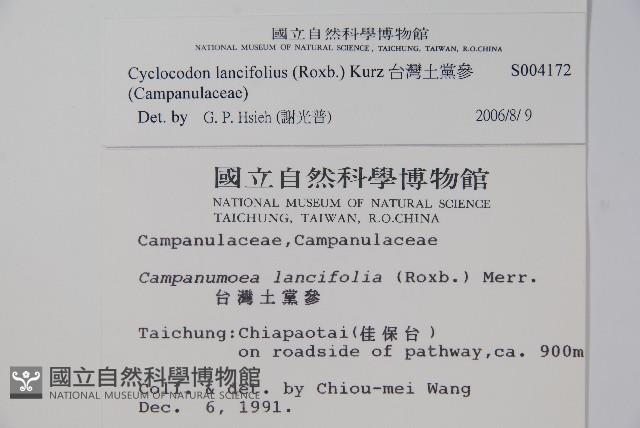 國立自然科學博物館
NATIONAL MUSEUM OF NATURAL SCIENCE, TAICHUNG, TAIWAN, R.O.CHINA
Cyclocodon lancifolius (Roxb.) Kurz 台灣土黨參 S004172
(Campanulaceae)
Det. by G. P. Hsieh (謝光普) 2006/8/9
國立自然科學博物館
NATIONAL MUSEUM OF NATURAL SCIENCE
TAICHUNG, TAIWAN, R.O.CHINA
Campanulaceae,Campanulaceae
Campanumoea lancifolia (Roxb.) Merr.
台灣土黨參
Taichung:Chiapaotai(佳保台)
on roadside of pathway,ca. 900m
國立自然科學博物館
NATIONAL MUSEUM OF NATURAL SCIENCE
Coll. & det. by Chiou-mei Wang
Dec. 6, 1991.